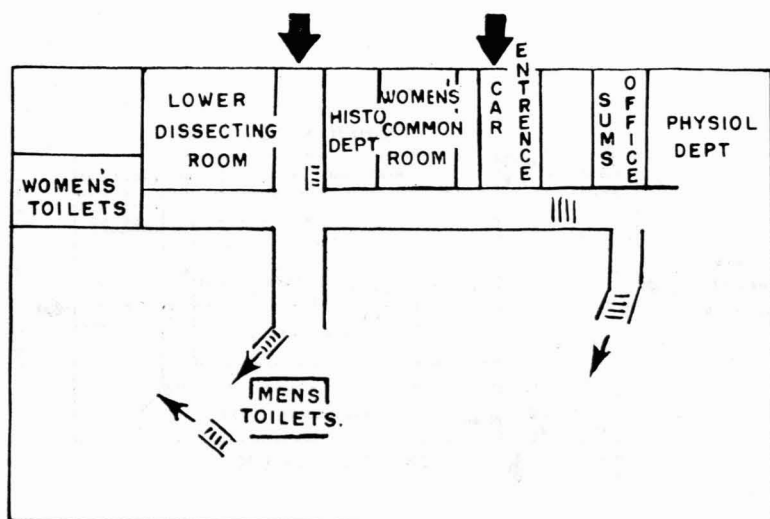 LOWER
DISSECTING
ROOM
HISTO
DEPT
WOMEN'S
COMMON
ROOM
CAR
ENTRENCE
SUMS
OFFICE
PHYSIOL
DEPT
WOMEN'S
TOILETS
MENS
TOILETS.